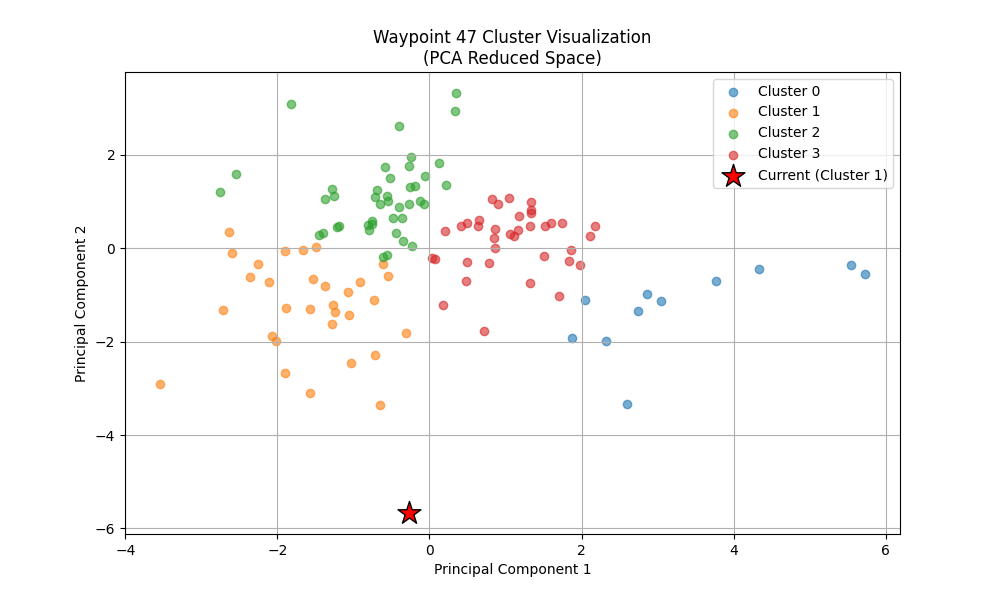 Waypoint 47 Cluster Visualization
(PCA Reduced Space)
Cluster 0
Cluster 1
Cluster 2
Cluster 3
Current (Cluster 1)
Principal Component 2
2
0
−2
−4
−6
−4
−2
0
2
4
6
Principal Component 1